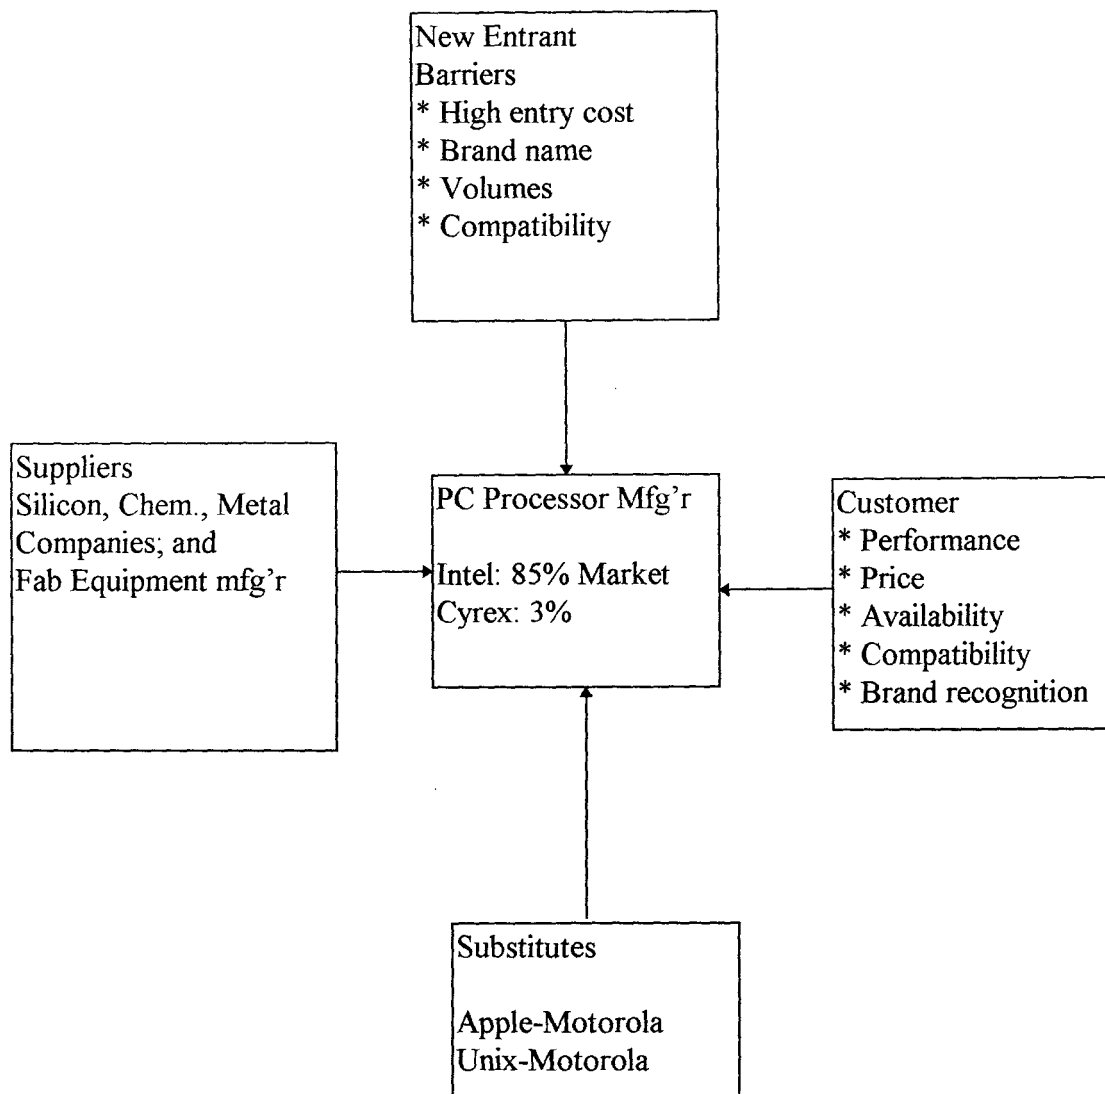 New Entrant
Barriers
* High entry cost
* Brand name
* Volumes
* Compatibility
Suppliers
Silicon, Chem., Metal
Companies; and
Fab Equipment mfg'r
PC Processor Mfg'r
Intel: 85% Market
Cyrex: 3%
Customer
* Performance
* Price
* Availability
* Compatibility
* Brand recognition
Substitutes
Apple-Motorola
Unix-Motorola